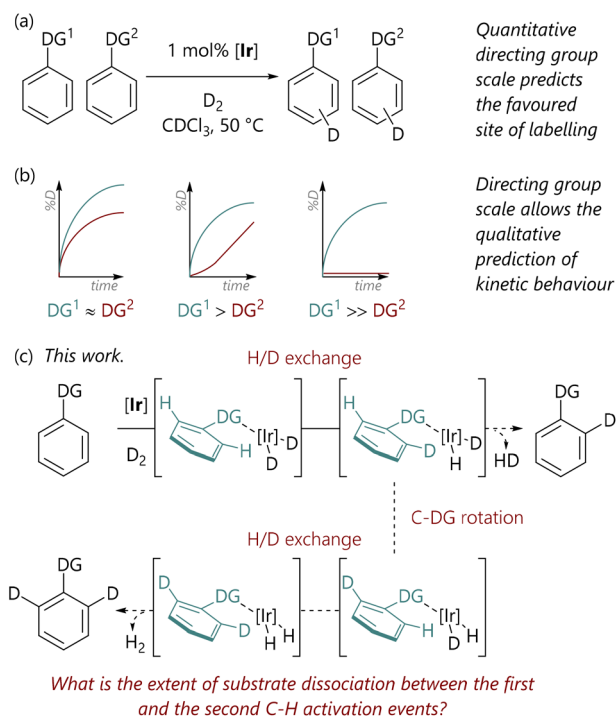 (a)
DG¹ DG²
1 mol% [Ir]
D₂
CDCl₃, 50 °C
DG¹ DG²
D D
Quantitative
directing group
scale predicts
the favoured
site of labelling
(b)
%D
time
DG¹ ≈ DG²
%D
time
DG¹ > DG²
%D
time
DG¹ >> DG²
Directing group
scale allows the
qualitative
prediction of
kinetic behaviour
(c) This work.
H/D exchange
DG
[Ir]
D₂
H DG
H [Ir] D
D
H DG
D [Ir] D
H
HD
DG
D
C-DG rotation
H/D exchange
DG
D D
H₂
D DG
D [Ir] H
H
D DG
H [Ir] H
D
What is the extent of substrate dissociation between the first
and the second C-H activation events?